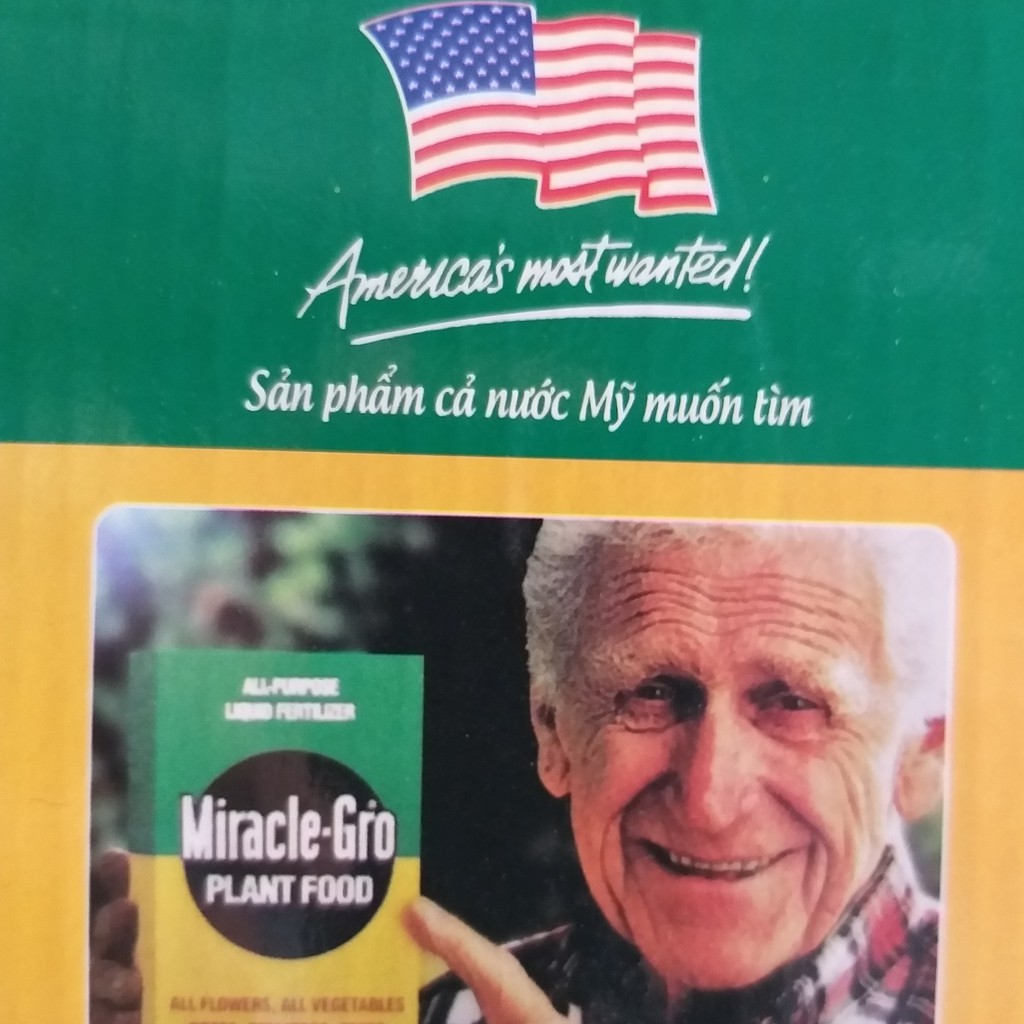 America's most wanted!
Sản phẩm cả nước Mỹ muốn tìm
ALL-PURPOSE
LIQUID FERTILIZER
Miracle-Gro
PLANT FOOD
ALL FLOWERS, ALL VEGETABLES